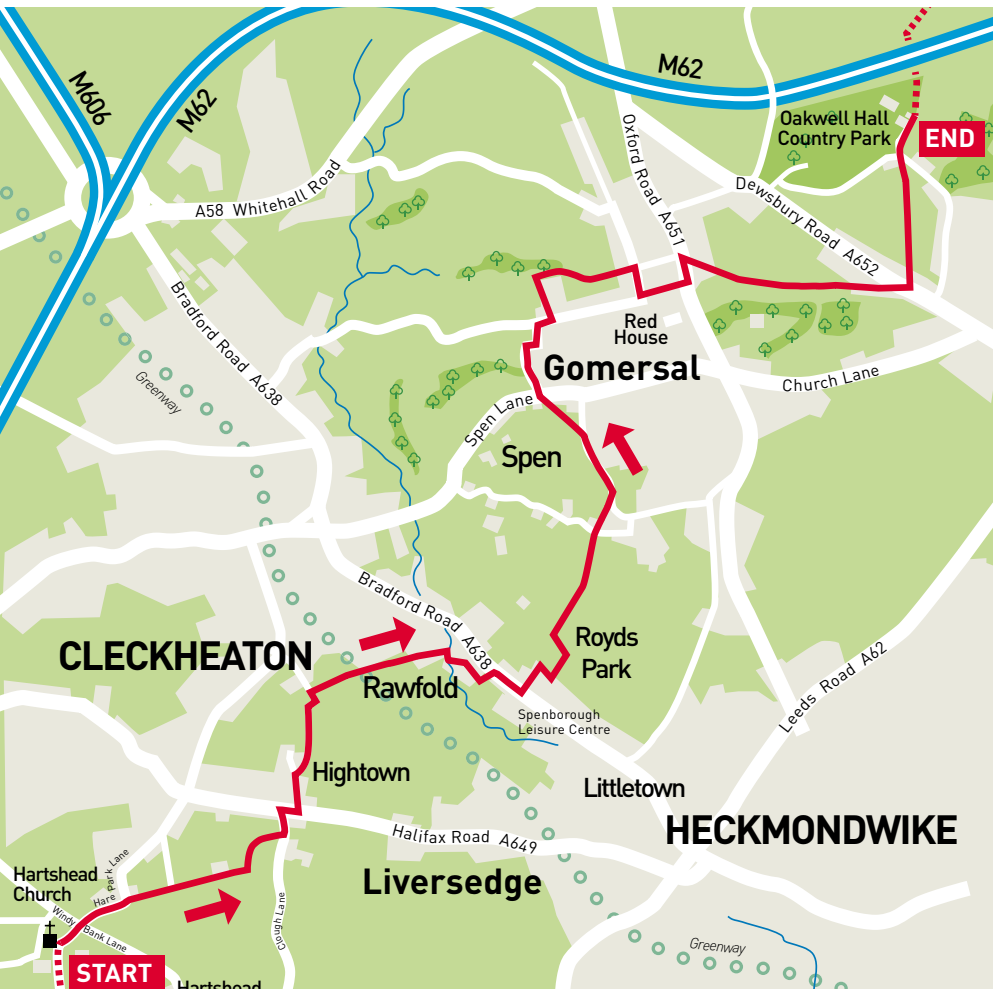 M606
M62
M62
Oakwell Hall
Country Park
END
A58 Whitehall Road
Oxford Road A651
Dewsbury Road A652
Bradford Road A638
Greenway
Red
House
Gomersal
Church Lane
Spen Lane
Spen
Bradford Road A638
CLECKHEATON
Royds
Park
Rawfold
Leeds Road A62
Spenborough
Leisure Centre
Hightown
Littletown
HECKMONDWIKE
Halifax Road A649
Hartshead
Church
Hare Park Lane
Liversedge
Windy Bank Lane
Clough Lane
Greenway
START
Hartshead